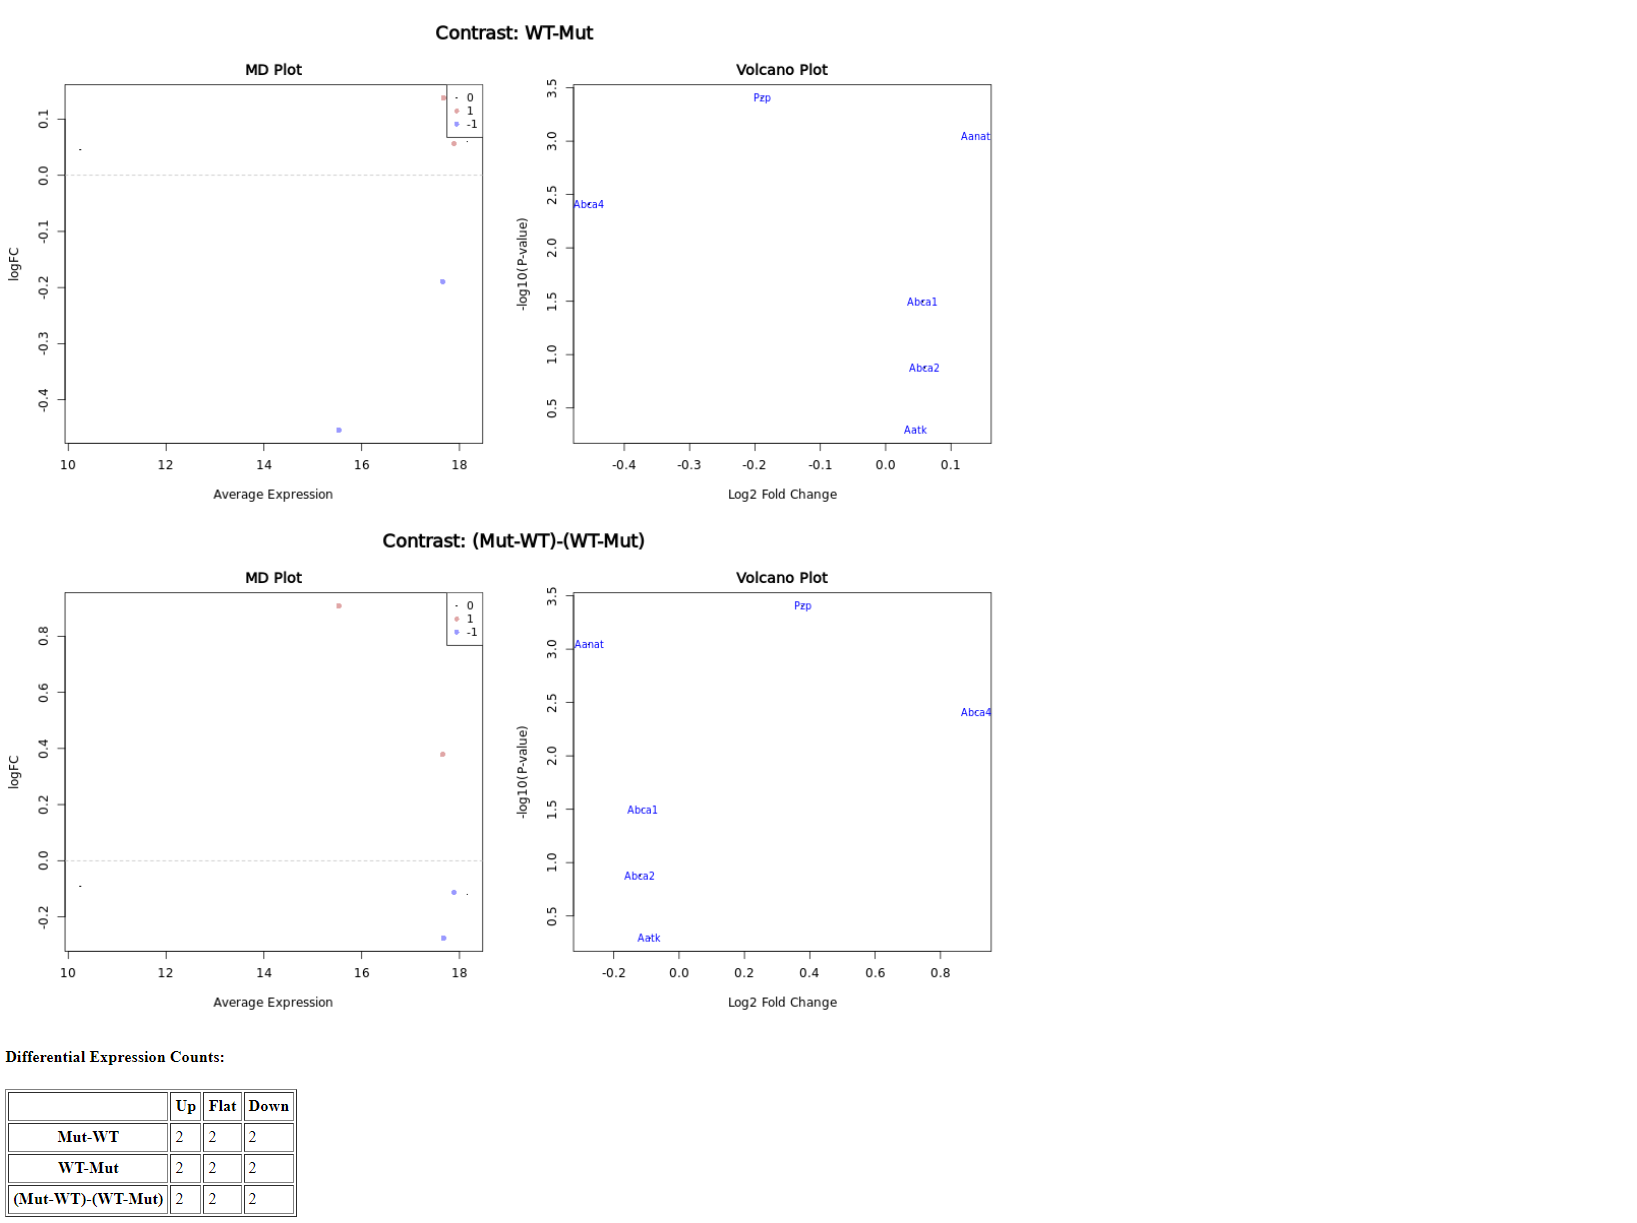 Contrast: WT-Mut
MD Plot
0
1
-1
0.1
0.0
-0.1
-0.2
-0.3
-0.4
logFC
10 12 14 16 18
Average Expression
Volcano Plot
3.5
3.0
2.5
2.0
1.5
1.0
0.5
-log10(P-value)
Pzp
Aanat
Abca4
Abca1
Abca2
Aatk
-0.4 -0.3 -0.2 -0.1 0.0 0.1
Log2 Fold Change
Contrast: (Mut-WT)-(WT-Mut)
MD Plot
0
1
-1
0.8
0.6
0.4
0.2
0.0
-0.2
logFC
10 12 14 16 18
Average Expression
Volcano Plot
3.5
3.0
2.5
2.0
1.5
1.0
0.5
-log10(P-value)
Pzp
Aanat
Abca4
Abca1
Abca2
Aatk
-0.2 0.0 0.2 0.4 0.6 0.8
Log2 Fold Change
Differential Expression Counts:
Up Flat Down
Mut-WT 2 2 2
WT-Mut 2 2 2
(Mut-WT)-(WT-Mut) 2 2 2